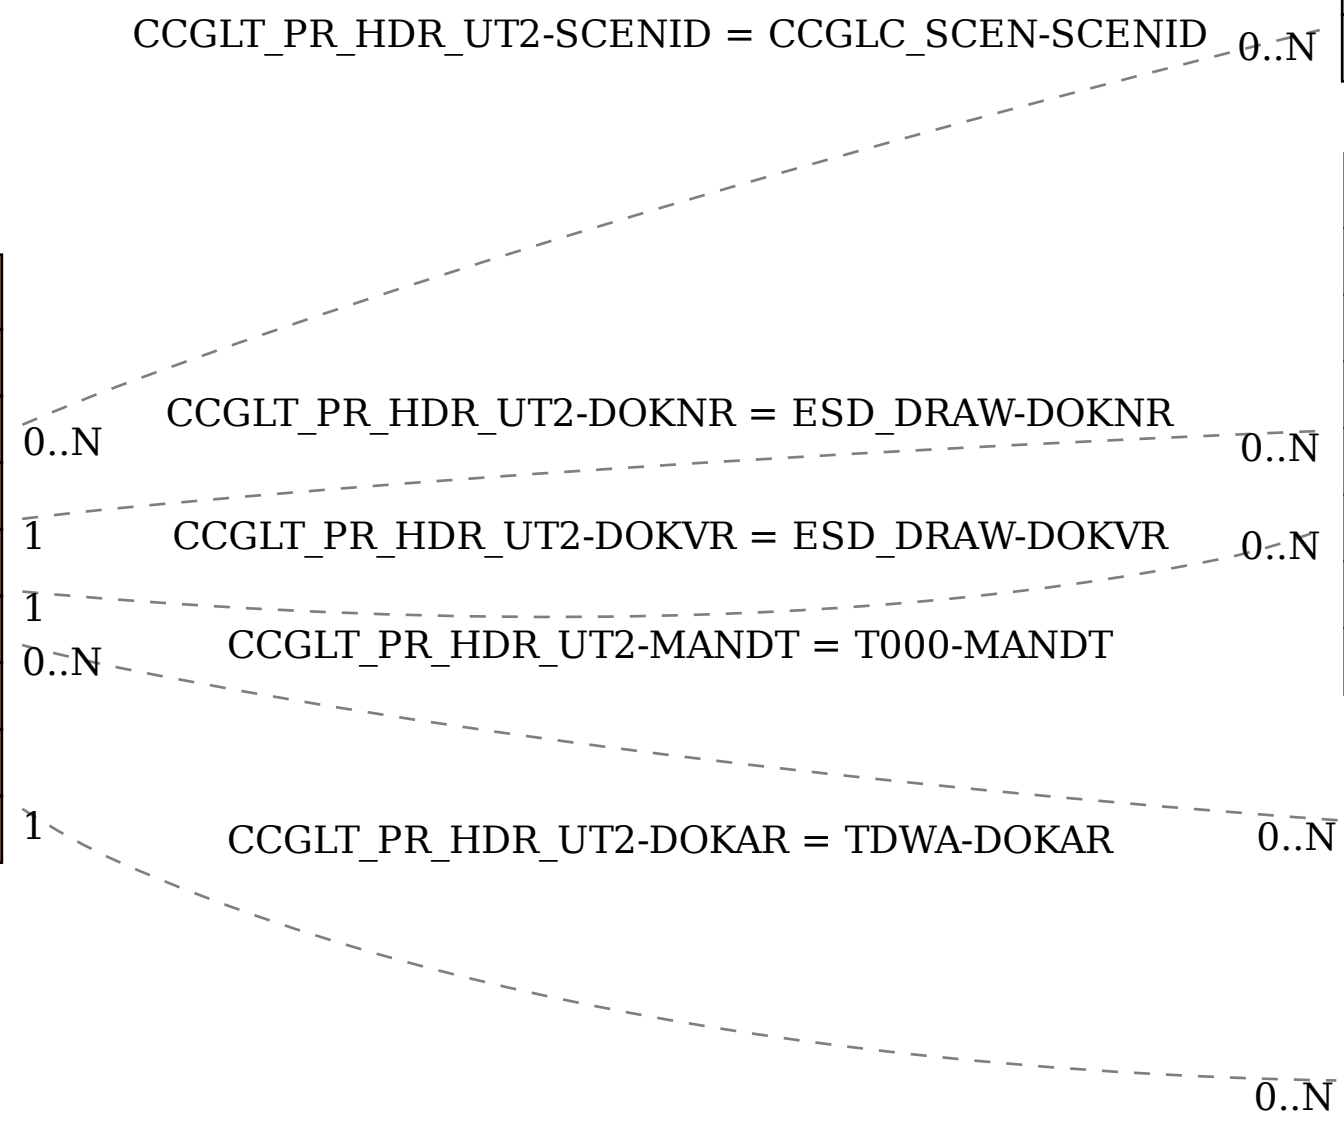 CCGLT_PR_HDR_UT2-SCENID = CCGLC_SCEN-SCENID
0..N
CCGLT_PR_HDR_UT2-DOKNR = ESD_DRAW-DOKNR
0..N
0..N
1
CCGLT_PR_HDR_UT2-DOKVR = ESD_DRAW-DOKVR
0..N
1
CCGLT_PR_HDR_UT2-MANDT = T000-MANDT
0..N
1
CCGLT_PR_HDR_UT2-DOKAR = TDWA-DOKAR
0..N
0..N